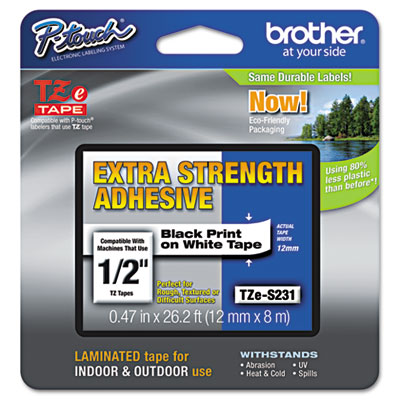 P-touch
ELECTRONIC LABELING SYSTEM
brother
at your side
TZe
TAPE
Compatible with P-touch®
labelers that use TZ tape
Same Durable Labels!
Now!
Eco-Friendly
Packaging
Using 80%
less plastic
than before*!
EXTRA STRENGTH
ADHESIVE
Black Print
on White Tape
ACTUAL
TAPE
WIDTH
12mm
Compatible With
Machines That Use
1/2"
TZ Tapes
Perfect for
Rough, Textured or
Difficult Surfaces
TZe-S231
0.47 in x 26.2 ft (12 mm x 8 m)
LAMINATED tape for
INDOOR & OUTDOOR use
WITHSTANDS
• Abrasion • UV
• Heat & Cold • Spills